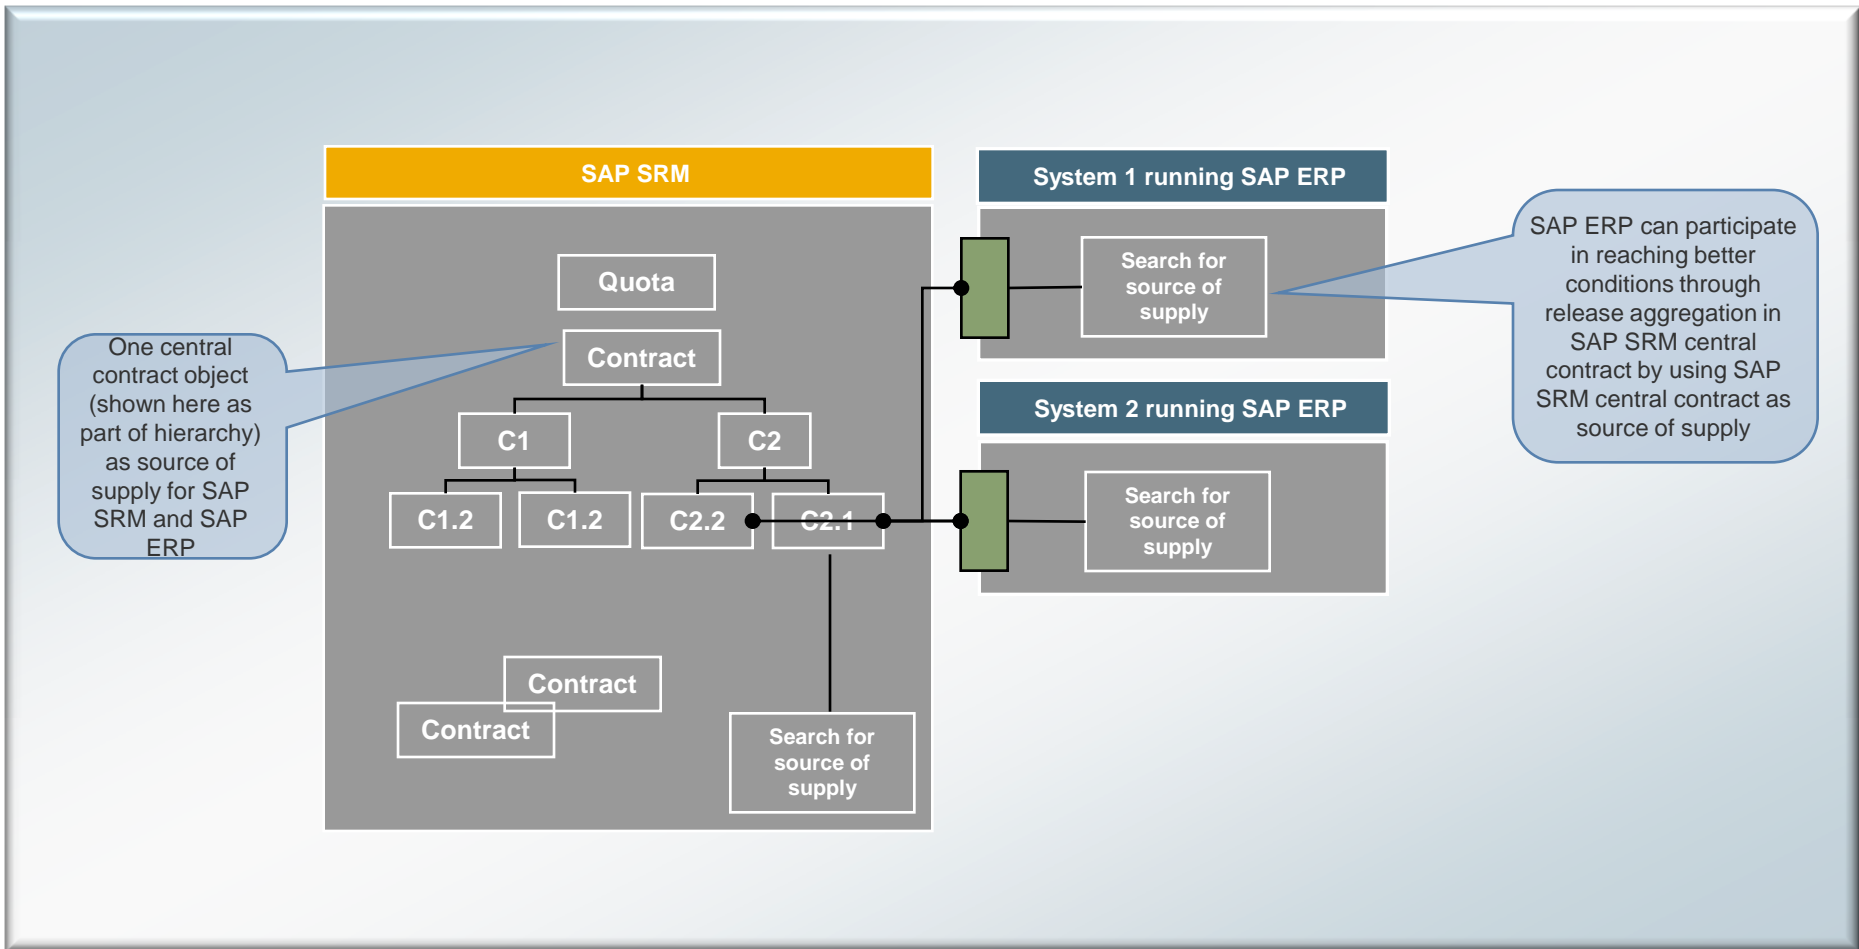 SAP SRM
System 1 running SAP ERP
Quota
Contract
C1
C2
C1.2
C1.2
C2.2
C2.1
Contract
Contract
Search for
source of
supply
Search for
source of
supply
System 2 running SAP ERP
Search for
source of
supply
One central
contract object
(shown here as
part of hierarchy)
as source of
supply for SAP
SRM and SAP
ERP
SAP ERP can participate
in reaching better
conditions through
release aggregation in
SAP SRM central
contract by using SAP
SRM central contract as
source of supply